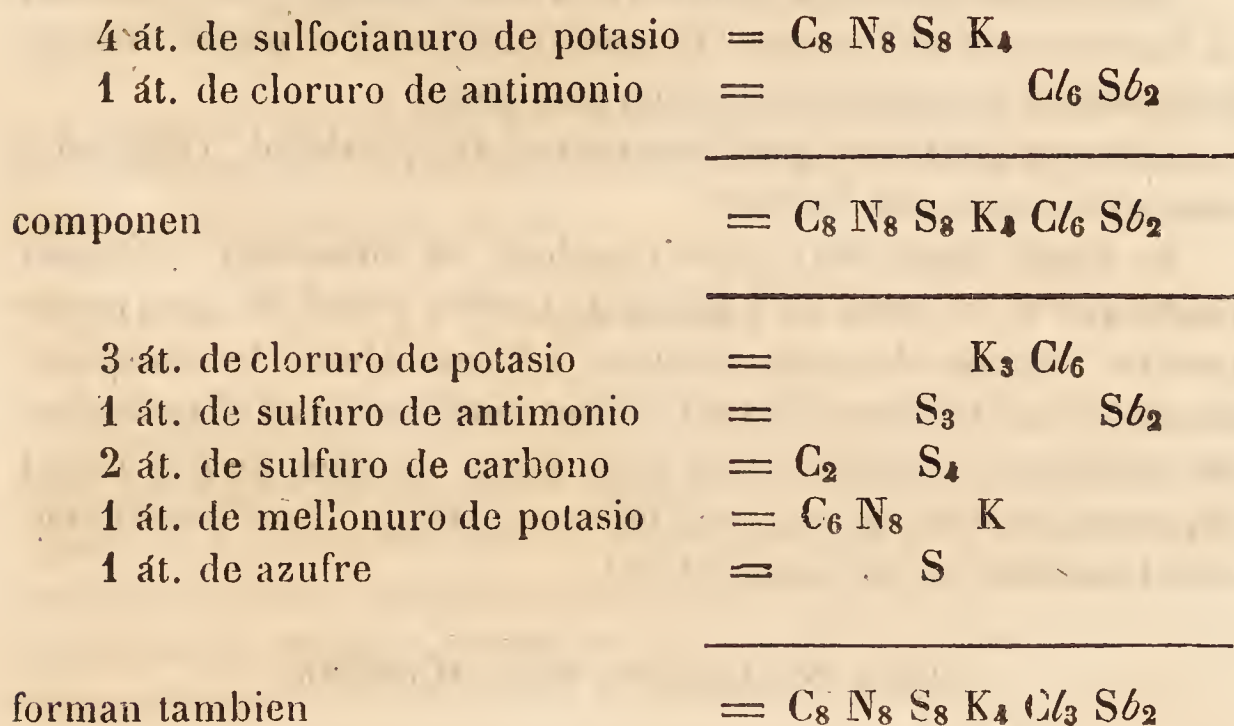 4 át. de sulfocianuro de potasio = C₈ N₈ S₈ K₄
1 át. de cloruro de antimonio = Cl₆ Sb₂
componen = C₈ N₈ S₈ K₄ Cl₆ Sb₂
3 át. de cloruro de potasio = K₃ Cl₆
1 át. de sulfuro de antimonio = S₃ Sb₂
2 át. de sulfuro de carbono = C₂ S₄
1 át. de mellonuro de potasio = C₆ N₈ K
1 át. de azufre = S
forman tambien = C₈ N₈ S₈ K₄ Cl₃ Sb₂